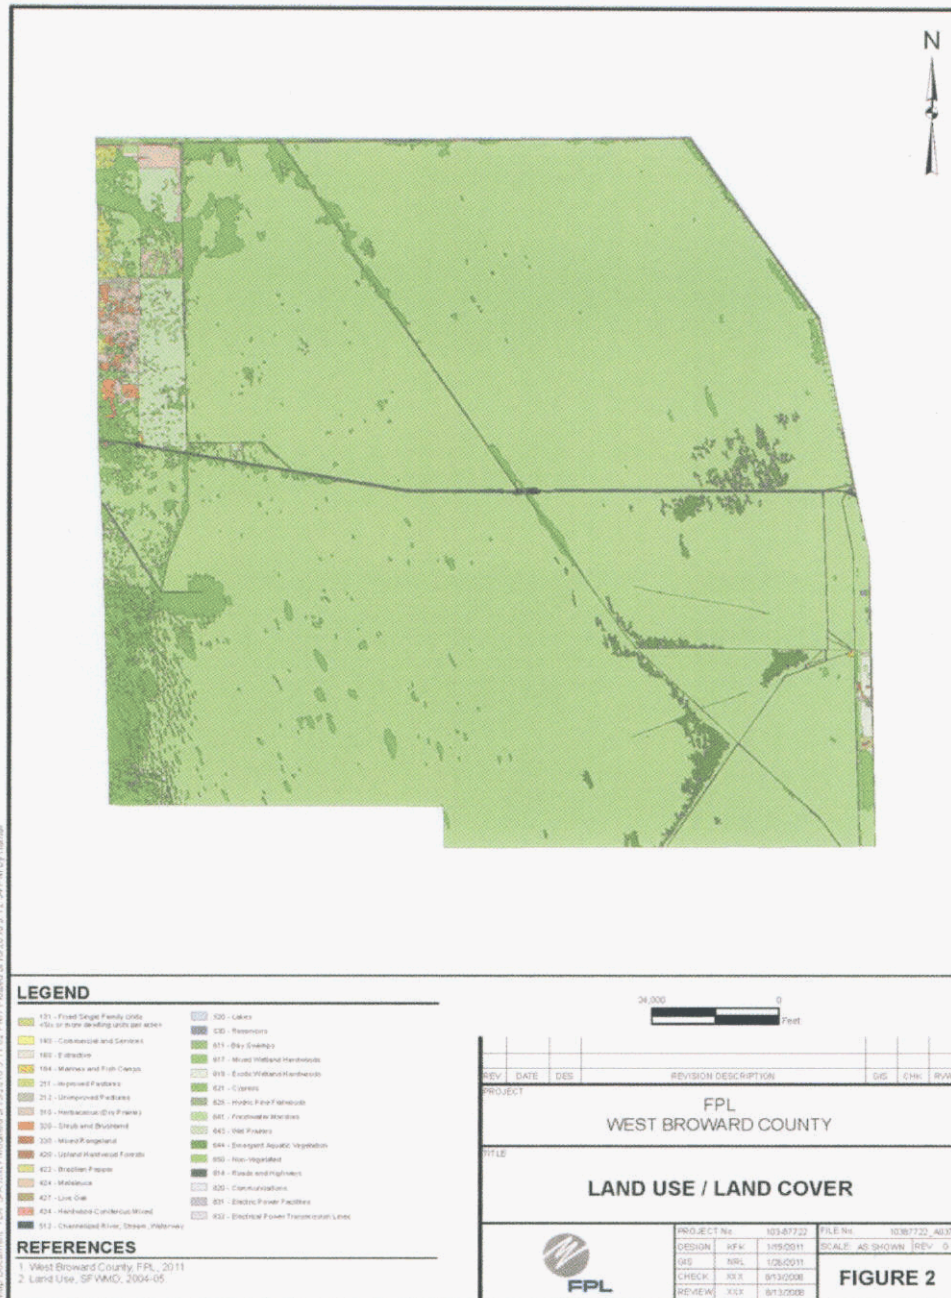 N
LEGEND
131 - Fixed Single Family Units
140 - Commercial and Services
160 - Extractive
184 - Marinas and Fish Camps
211 - Improved Pastures
212 - Unimproved Pastures
310 - Herbaceous (Dry Prairie)
320 - Shrub and Brushland
330 - Mixed Rangeland
420 - Upland Hardwood Forests
422 - Brazilian Pepper
424 - Melaleuca
427 - Live Oak
434 - Hardwood Coniferous Mixed
512 - Channelized River, Stream, Waterway
520 - Lakes
530 - Reservoirs
611 - Bay Swamps
617 - Mixed Wetland Hardwoods
619 - Exotic Wetland Hardwoods
621 - Cypress
625 - Hydric Pine Flatwoods
641 - Freshwater Marshes
643 - Wet Prairies
644 - Emergent Aquatic Vegetation
650 - Non-Vegetated
814 - Roads and Highways
820 - Communications
831 - Electric Power Facilities
832 - Electrical Power Transmission Lines
REFERENCES
1. West Broward County, FPL, 2011
2. Land Use, SFWMD, 2004-05
24,000 0
Feet
REV DATE DES REVISION DESCRIPTION GIS CHK RVW
PROJECT
FPL
WEST BROWARD COUNTY
TITLE
LAND USE / LAND COVER
FPL
PROJECT No. 103-87722 FILE No.
DESIGN KFK SCALE AS SHOWN REV. 0
GIS NRL 1/26/2011
CHECK XXX 6/13/2008
REVIEW XXX 6/13/2008
FIGURE 2